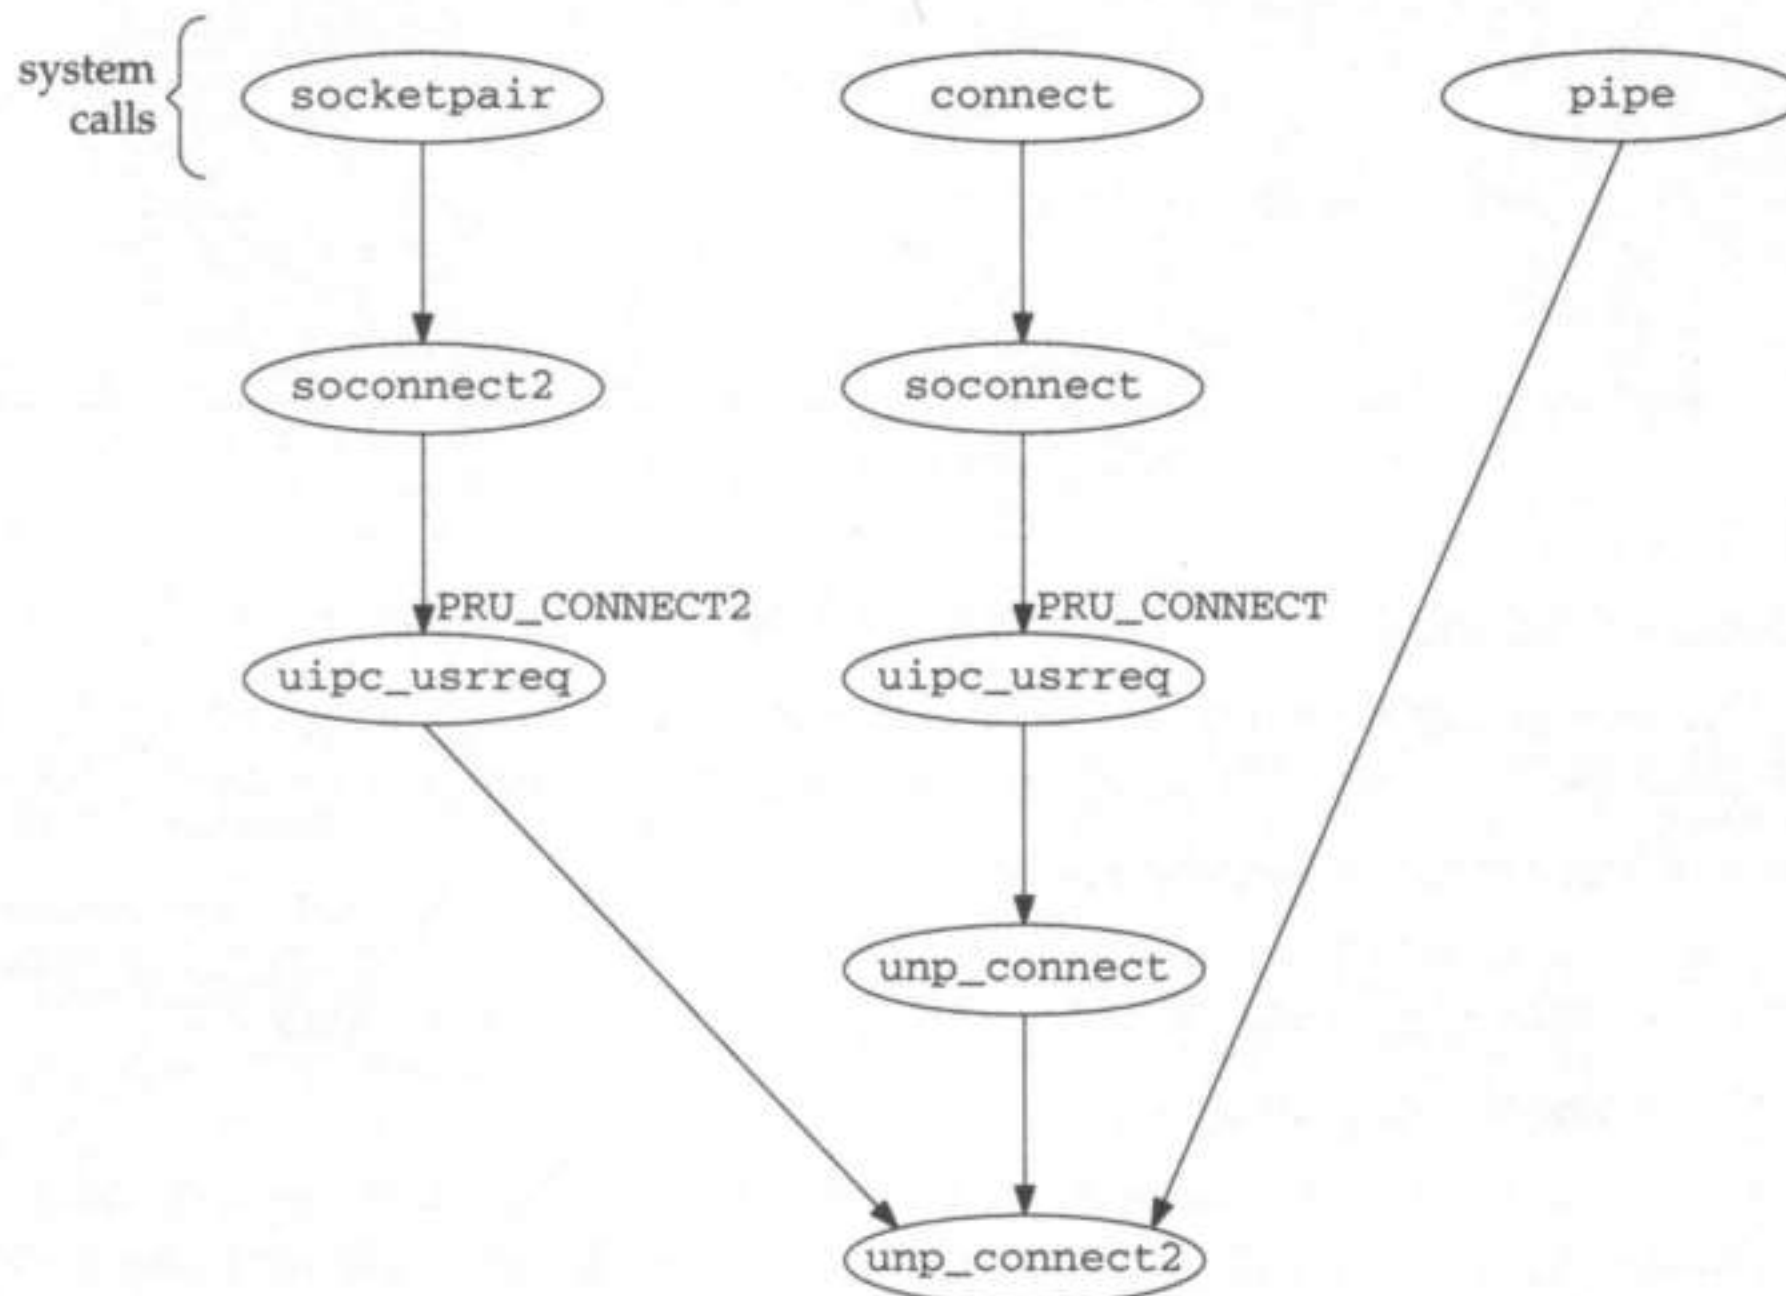 system
calls
socketpair
connect
pipe
soconnect2
soconnect
PRU_CONNECT2
PRU_CONNECT
uipc_usrreq
uipc_usrreq
unp_connect
unp_connect2